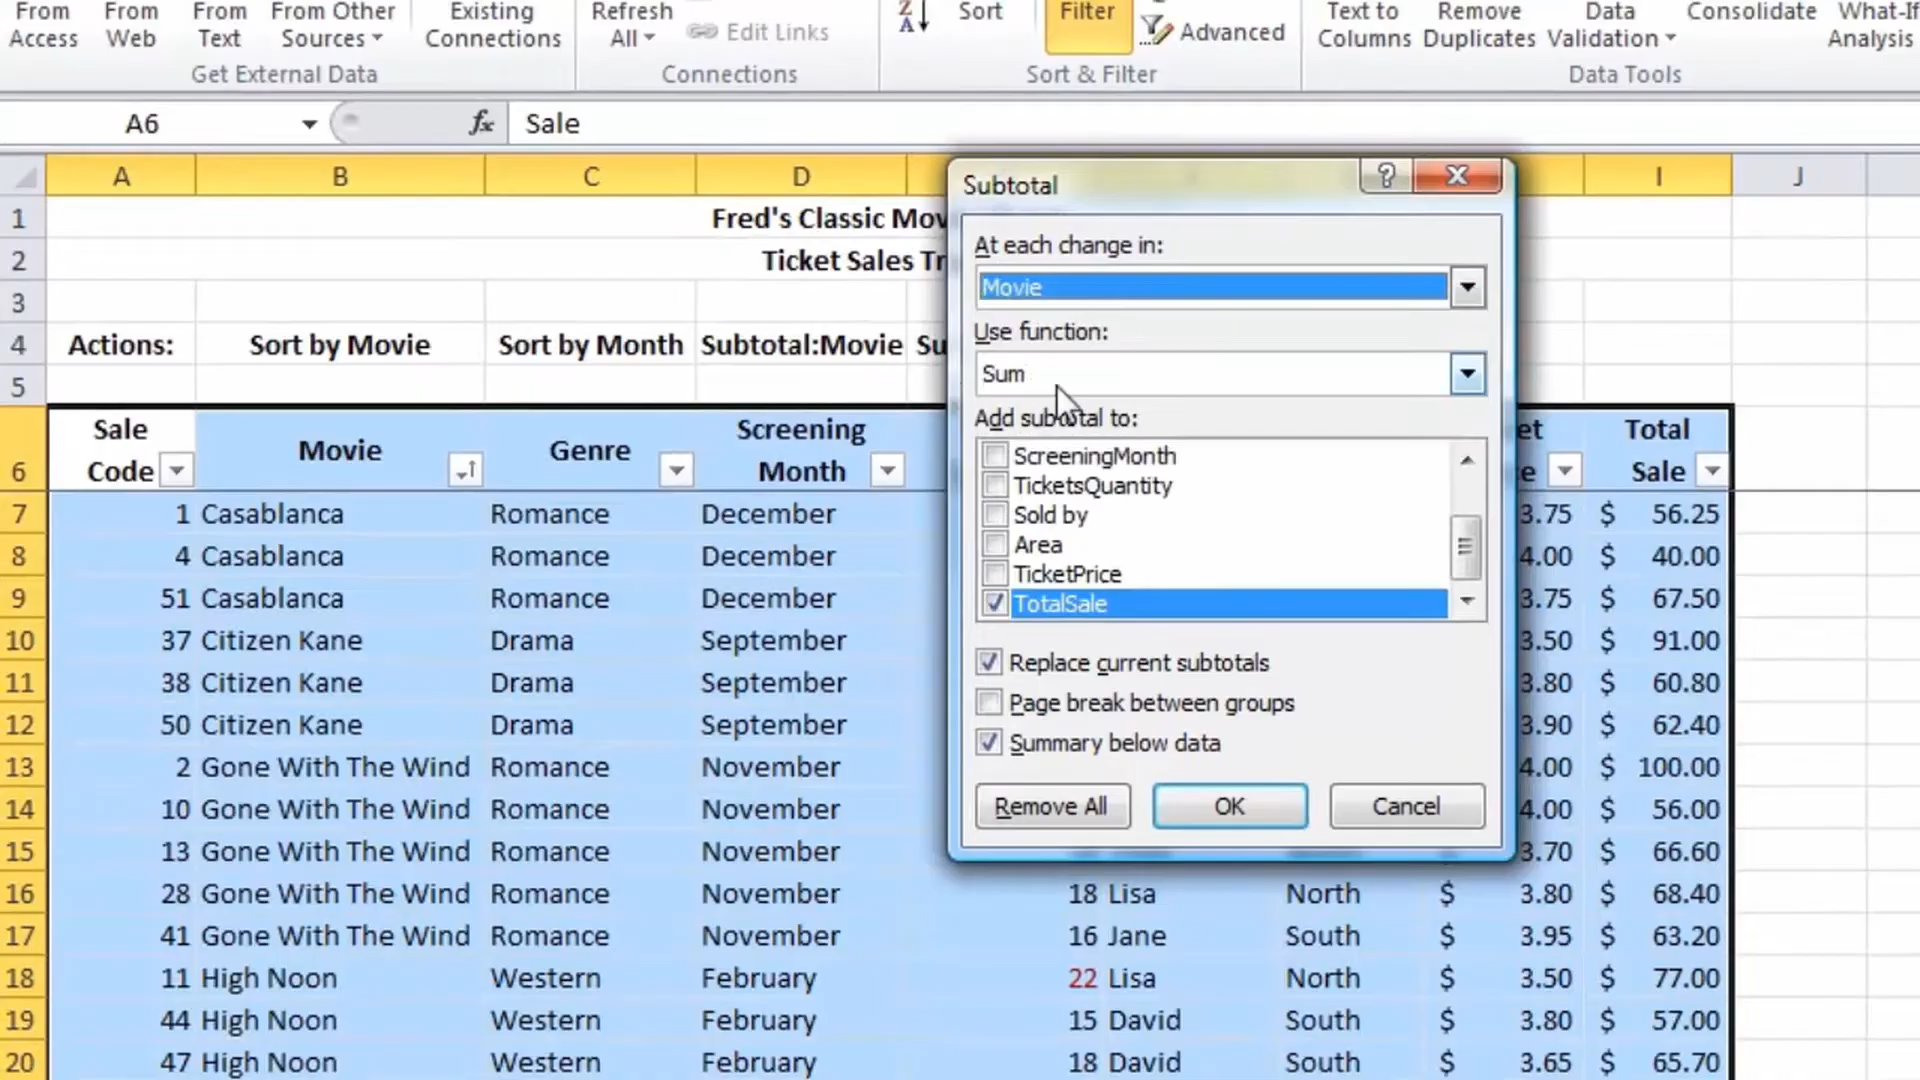 From Access
From Web
From Text
From Other Sources
Existing Connections
Refresh All
Edit Links
Sort
Filter
Advanced
Text to Columns
Remove Duplicates
Data Validation
Consolidate
What-If Analysis
Get External Data
Connections
Sort & Filter
Data Tools
A6
fx
Sale
A B C D I J
1 Fred's Classic Mov
2 Ticket Sales Tr
3
4 Actions: Sort by Movie Sort by Month Subtotal:Movie Su
5
6 Sale Code Movie Genre Screening Month et e Total Sale
7 1 Casablanca Romance December 3.75 $ 56.25
8 4 Casablanca Romance December 4.00 $ 40.00
9 51 Casablanca Romance December 3.75 $ 67.50
10 37 Citizen Kane Drama September 3.50 $ 91.00
11 38 Citizen Kane Drama September 3.80 $ 60.80
12 50 Citizen Kane Drama September 3.90 $ 62.40
13 2 Gone With The Wind Romance November 4.00 $ 100.00
14 10 Gone With The Wind Romance November 4.00 $ 56.00
15 13 Gone With The Wind Romance November 3.70 $ 66.60
16 28 Gone With The Wind Romance November 18 Lisa North $ 3.80 $ 68.40
17 41 Gone With The Wind Romance November 16 Jane South $ 3.95 $ 63.20
18 11 High Noon Western February 22 Lisa North $ 3.50 $ 77.00
19 44 High Noon Western February 15 David South $ 3.80 $ 57.00
20 47 High Noon Western February 18 David South $ 3.65 $ 65.70
Subtotal
?
At each change in:
Movie
Use function:
Sum
Add subtotal to:
ScreeningMonth
TicketsQuantity
Sold by
Area
TicketPrice
TotalSale
Replace current subtotals
Page break between groups
Summary below data
Remove All
OK
Cancel